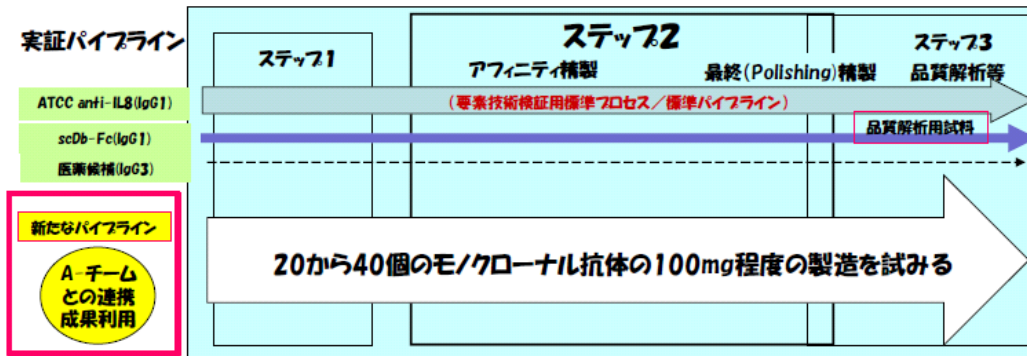 実証パイプライン
ステップ1
ステップ2
アフィニティ精製
最終(Polishing)精製
ステップ3
品質解析等
ATCC anti-IL8(IgG1)
(要素技術検証用標準プロセス/標準パイプライン)
scDb-Fc(IgG1)
品質解析用試料
医薬候補(IgG3)
新たなパイプライン
A-チーム
との連携
成果利用
20から40個のモノクローナル抗体の100mg程度の製造を試みる